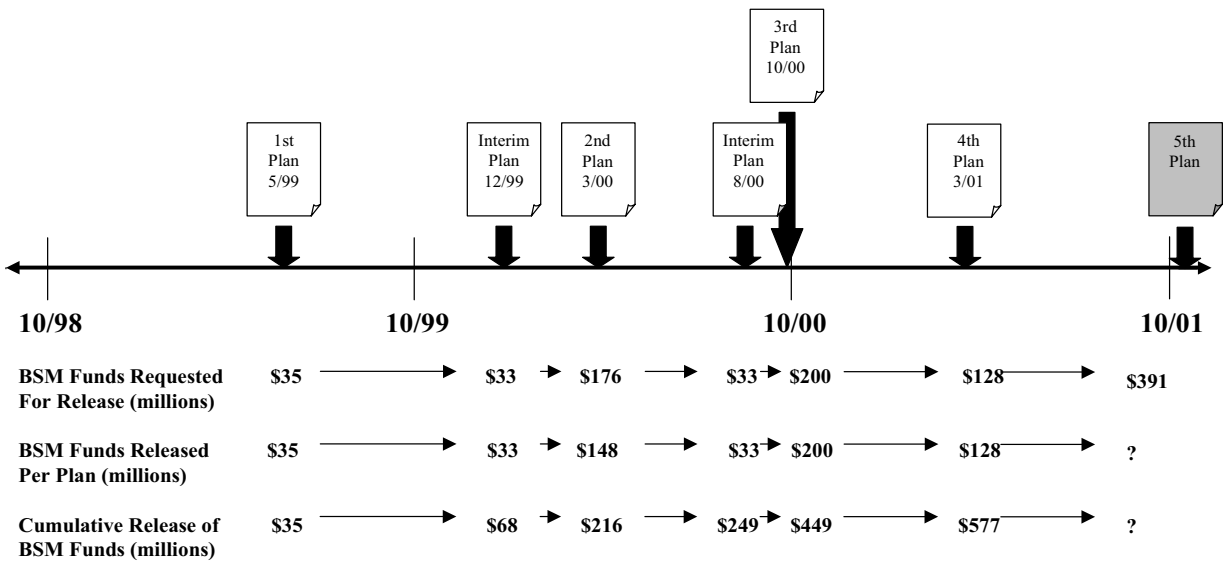 3rd
Plan
10/00
1st
Plan
5/99
Interim
Plan
12/99
2nd
Plan
3/00
Interim
Plan
8/00
4th
Plan
3/01
5th
Plan
10/98 10/99 10/00 10/01
BSM Funds Requested
For Release (millions)
$35 $33 $176 $33 $200 $128 $391
BSM Funds Released
Per Plan (millions)
$35 $33 $148 $33 $200 $128 ?
Cumulative Release of
BSM Funds (millions)
$35 $68 $216 $249 $449 $577 ?